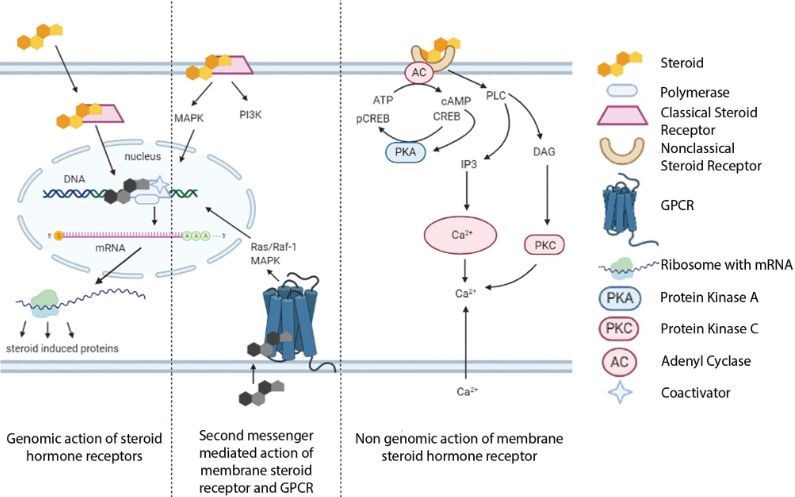 nucleus
DNA
5'
G
A A A
3'
mRNA
steroid induced proteins
Genomic action of steroid
hormone receptors
MAPK
PI3K
Ras/Raf-1
MAPK
Second messenger
mediated action of
membrane steroid
receptor and GPCR
AC
ATP
cAMP
PLC
pCREB
CREB
PKA
DAG
IP3
Ca²⁺
PKC
Ca²⁺
Ca²⁺
Non genomic action of membrane
steroid hormone receptor
Steroid
Polymerase
Classical Steroid
Receptor
Nonclassical
Steroid Receptor
GPCR
Ribosome with mRNA
PKA
Protein Kinase A
PKC
Protein Kinase C
AC
Adenyl Cyclase
Coactivator